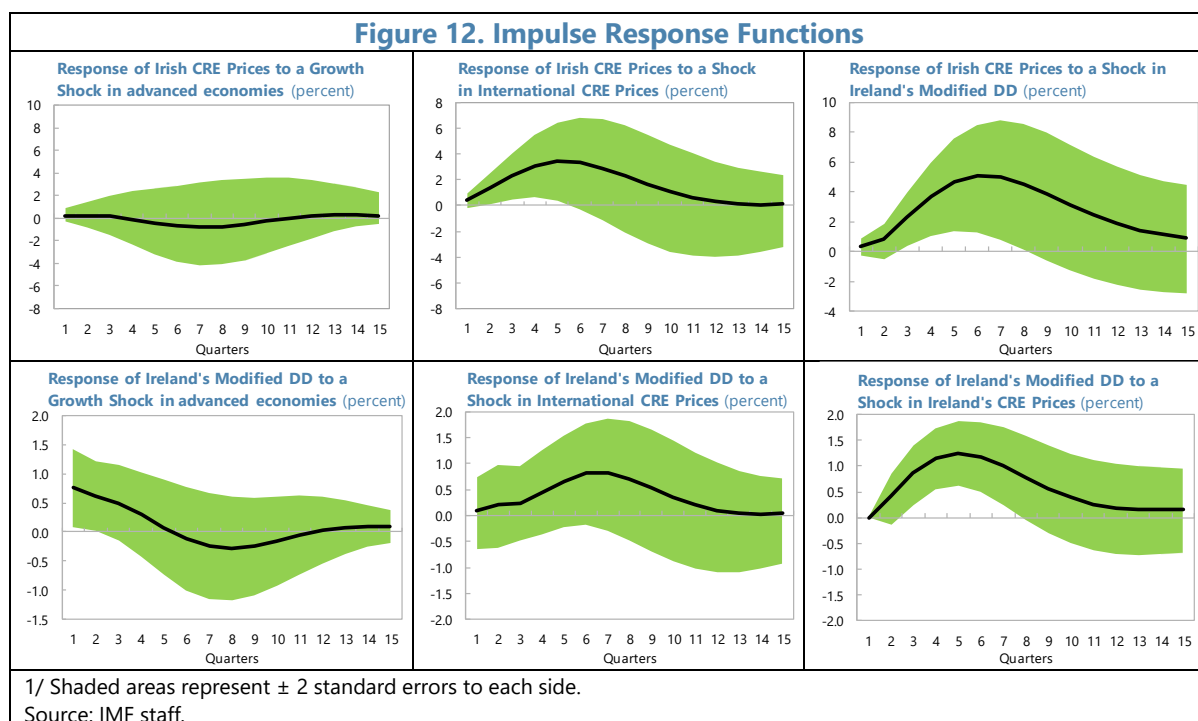 Figure 12. Impulse Response Functions
Response of Irish CRE Prices to a Growth
Shock in advanced economies (percent)
10
8
6
4
2
0
-2
-4
-6
-8
1 2 3 4 5 6 7 8 9 10 11 12 13 14 15
Quarters
Response of Irish CRE Prices to a Shock
in International CRE Prices (percent)
8
6
4
2
0
-2
-4
-6
-8
1 2 3 4 5 6 7 8 9 10 11 12 13 14 15
Quarters
Response of Irish CRE Prices to a Shock in
Ireland's Modified DD (percent)
10
8
6
4
2
0
-2
-4
1 2 3 4 5 6 7 8 9 10 11 12 13 14 15
Quarters
Response of Ireland's Modified DD to a
Growth Shock in advanced economies (percent)
2.0
1.5
1.0
0.5
0.0
-0.5
-1.0
-1.5
1 2 3 4 5 6 7 8 9 10 11 12 13 14 15
Quarters
Response of Ireland's Modified DD to a
Shock in International CRE Prices (percent)
2.0
1.5
1.0
0.5
0.0
-0.5
-1.0
-1.5
-2.0
1 2 3 4 5 6 7 8 9 10 11 12 13 14 15
Quarters
Response of Ireland's Modified DD to a
Shock in Ireland's CRE Prices (percent)
2.0
1.5
1.0
0.5
0.0
-0.5
-1.0
-1.5
-2.0
1 2 3 4 5 6 7 8 9 10 11 12 13 14 15
Quarters
1/ Shaded areas represent ± 2 standard errors to each side.
Source: IMF staff.